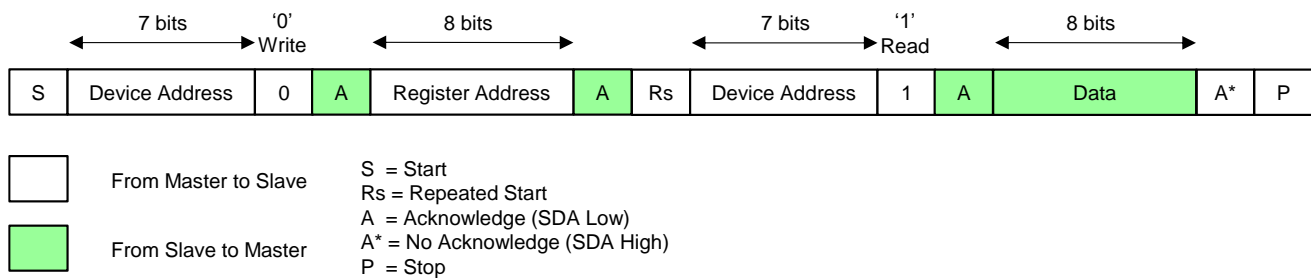 7 bits ‘0’ 8 bits 7 bits ‘1’ 8 bits
Write Read
S Device Address 0 A Register Address A Rs Device Address 1 A Data A* P
From Master to Slave
From Slave to Master
S = Start
Rs = Repeated Start
A = Acknowledge (SDA Low)
A* = No Acknowledge (SDA High)
P = Stop